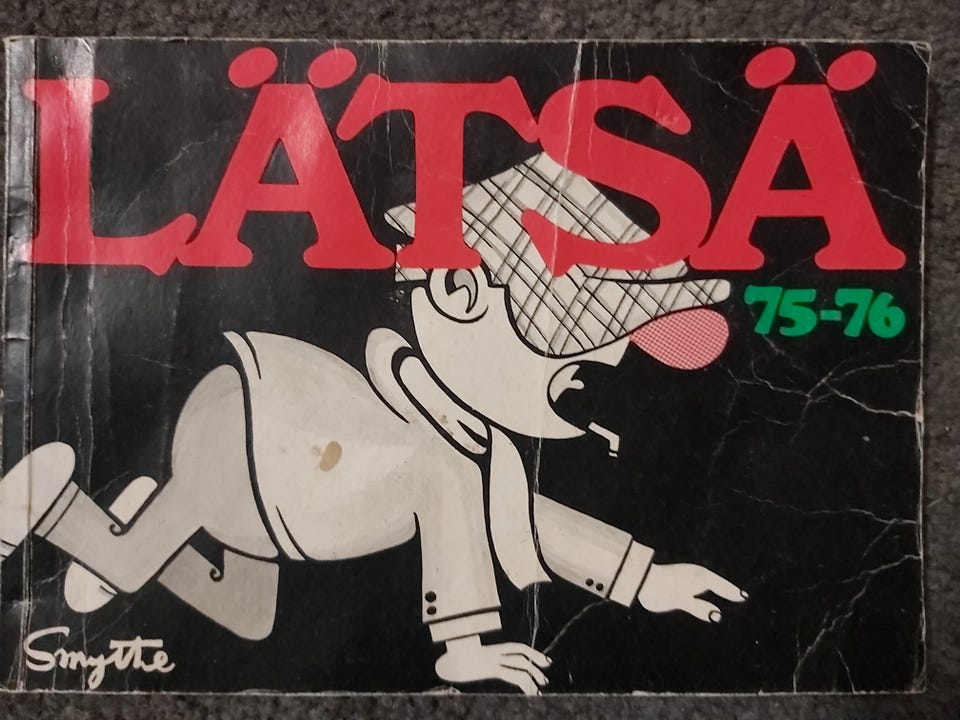 LÄTSÄ
75-76
Smythe